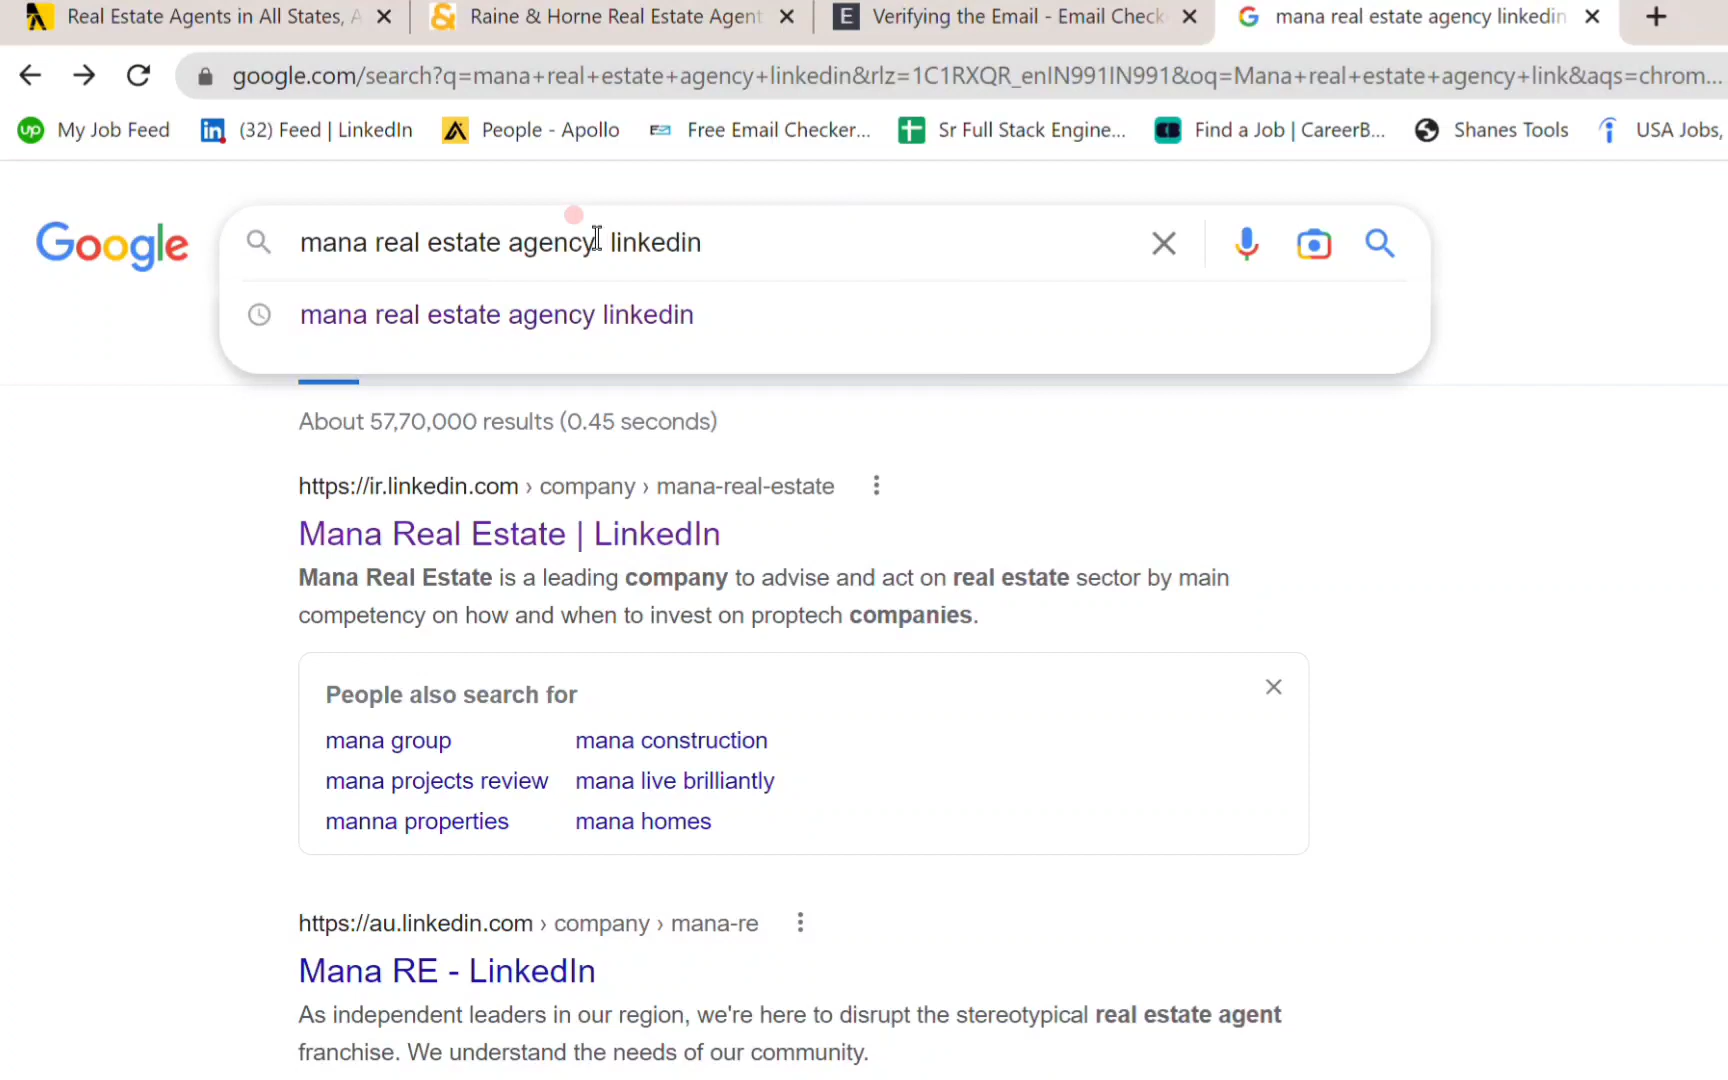 Real Estate Agents in All States, A
Raine & Horne Real Estate Agent
E
Verifying the Email - Email Check
G
mana real estate agency linkedin
google.com/search?q=mana+real+estate+agency+linkedin&rlz=1C1RXQR_enIN991IN991&oq=Mana+real+estate+agency+link&aqs=chrom...
up
My Job Feed
in
(32) Feed | LinkedIn
People - Apollo
Free Email Checker...
Sr Full Stack Engine...
CB
Find a Job | CareerB...
Shanes Tools
USA Jobs,
Google
mana real estate agency linkedin
mana real estate agency linkedin
About 57,70,000 results (0.45 seconds)
https://ir.linkedin.com › company › mana-real-estate
Mana Real Estate | LinkedIn
Mana Real Estate is a leading company to advise and act on real estate sector by main
competency on how and when to invest on proptech companies.
People also search for
mana group
mana construction
mana projects review
mana live brilliantly
manna properties
mana homes
https://au.linkedin.com › company › mana-re
Mana RE - LinkedIn
As independent leaders in our region, we're here to disrupt the stereotypical real estate agent
franchise. We understand the needs of our community.